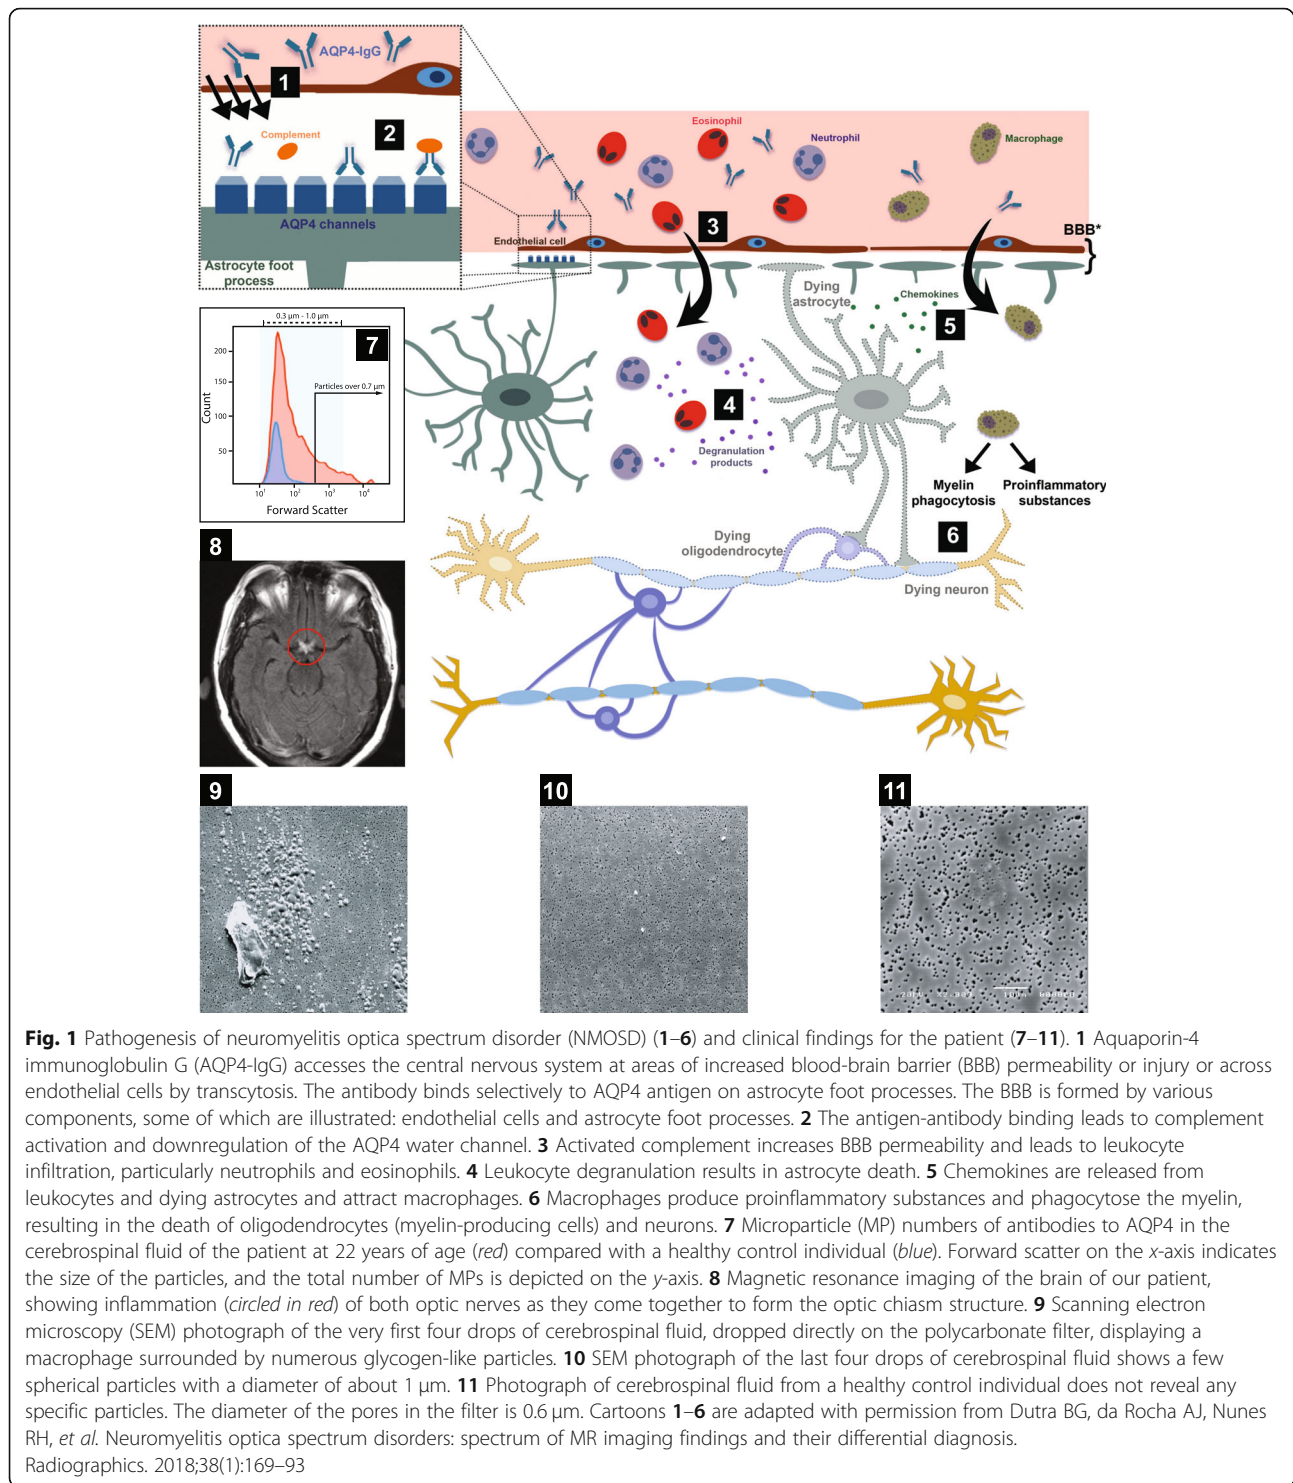 AQP4-IgG
1
2
Complement
AQP4 channels
Astrocyte foot
process
Eosinophil
Neutrophil
Macrophage
3
BBB*
}
Endothelial cell
Dying
astrocyte
Chemokines
5
4
Degranulation
products
Myelin
phagocytosis
Proinflammatory
substances
6
Dying
oligodendrocyte
Dying neuron
0.3 µm - 1.0 µm
7
Particles over 0.7 µm
Count
200
150
100
50
10¹ 10² 10³ 10⁴
Forward Scatter
8
9
10
11
Fig. 1 Pathogenesis of neuromyelitis optica spectrum disorder (NMOSD) (1–6) and clinical findings for the patient (7–11). 1 Aquaporin-4
immunoglobulin G (AQP4-IgG) accesses the central nervous system at areas of increased blood-brain barrier (BBB) permeability or injury or across
endothelial cells by transcytosis. The antibody binds selectively to AQP4 antigen on astrocyte foot processes. The BBB is formed by various
components, some of which are illustrated: endothelial cells and astrocyte foot processes. 2 The antigen-antibody binding leads to complement
activation and downregulation of the AQP4 water channel. 3 Activated complement increases BBB permeability and leads to leukocyte
infiltration, particularly neutrophils and eosinophils. 4 Leukocyte degranulation results in astrocyte death. 5 Chemokines are released from
leukocytes and dying astrocytes and attract macrophages. 6 Macrophages produce proinflammatory substances and phagocytose the myelin,
resulting in the death of oligodendrocytes (myelin-producing cells) and neurons. 7 Microparticle (MP) numbers of antibodies to AQP4 in the
cerebrospinal fluid of the patient at 22 years of age (red) compared with a healthy control individual (blue). Forward scatter on the x-axis indicates
the size of the particles, and the total number of MPs is depicted on the y-axis. 8 Magnetic resonance imaging of the brain of our patient,
showing inflammation (circled in red) of both optic nerves as they come together to form the optic chiasm structure. 9 Scanning electron
microscopy (SEM) photograph of the very first four drops of cerebrospinal fluid, dropped directly on the polycarbonate filter, displaying a
macrophage surrounded by numerous glycogen-like particles. 10 SEM photograph of the last four drops of cerebrospinal fluid shows a few
spherical particles with a diameter of about 1 µm. 11 Photograph of cerebrospinal fluid from a healthy control individual does not reveal any
specific particles. The diameter of the pores in the filter is 0.6 µm. Cartoons 1–6 are adapted with permission from Dutra BG, da Rocha AJ, Nunes
RH, et al. Neuromyelitis optica spectrum disorders: spectrum of MR imaging findings and their differential diagnosis.
Radiographics. 2018;38(1):169–93